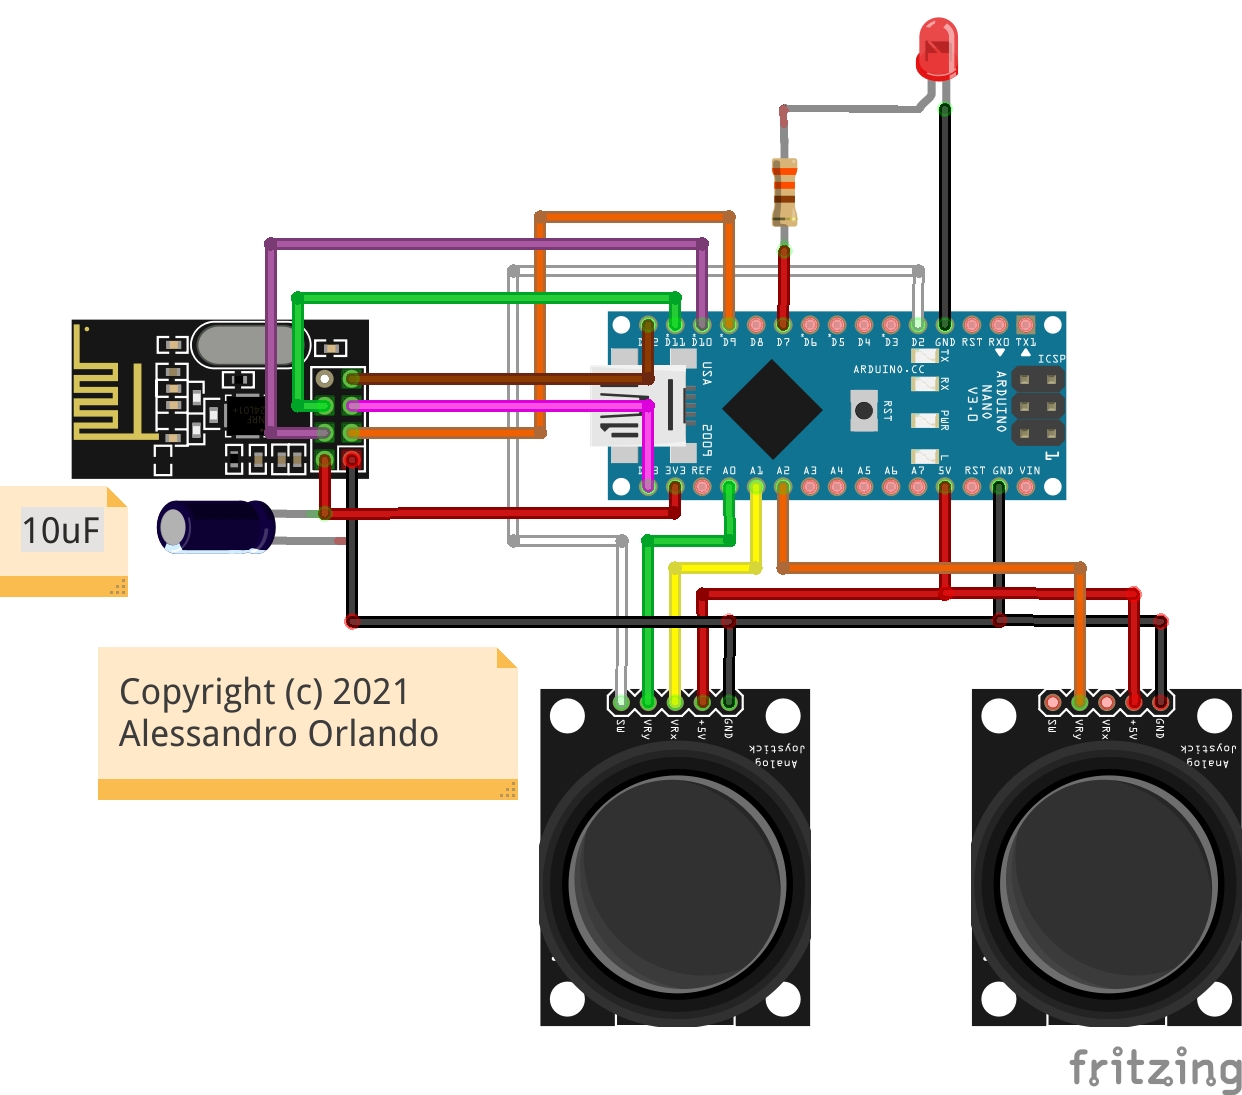 D12 D11 D10 D9 D8 D7 D6 D5 D4 D3 D2 GND RST RX0 TX1
TX
RX
PWR
L
ICSP
1
ARDUINO.CC
RST
ARDUINO
NANO
V3.0
USA
2009
D13 3V3 REF A0 A1 A2 A3 A4 A5 A6 A7 5V RST GND VIN
10uF
Copyright (c) 2021
Alessandro Orlando
SW VRy VRx +5V GND
Analog
Joystick
SW VRy VRx +5V GND
Analog
Joystick
fritzing